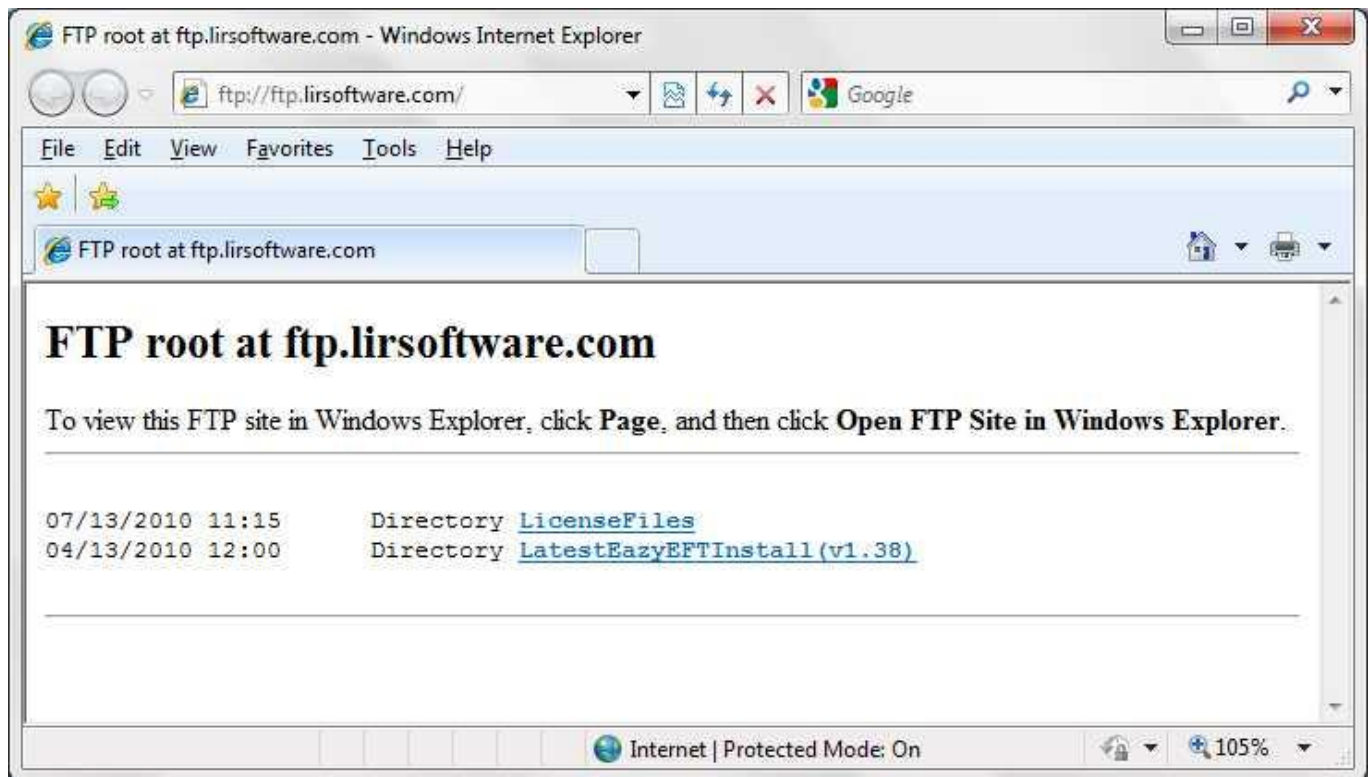 FTP root at ftp.lirsoftware.com - Windows Internet Explorer
ftp://ftp.lirsoftware.com/
Google
File Edit View Favorites Tools Help
FTP root at ftp.lirsoftware.com
FTP root at ftp.lirsoftware.com
To view this FTP site in Windows Explorer, click Page, and then click Open FTP Site in Windows Explorer.
07/13/2010 11:15 Directory LicenseFiles
04/13/2010 12:00 Directory LatestEazyEFTInstall(v1.38)
Internet | Protected Mode: On
105%